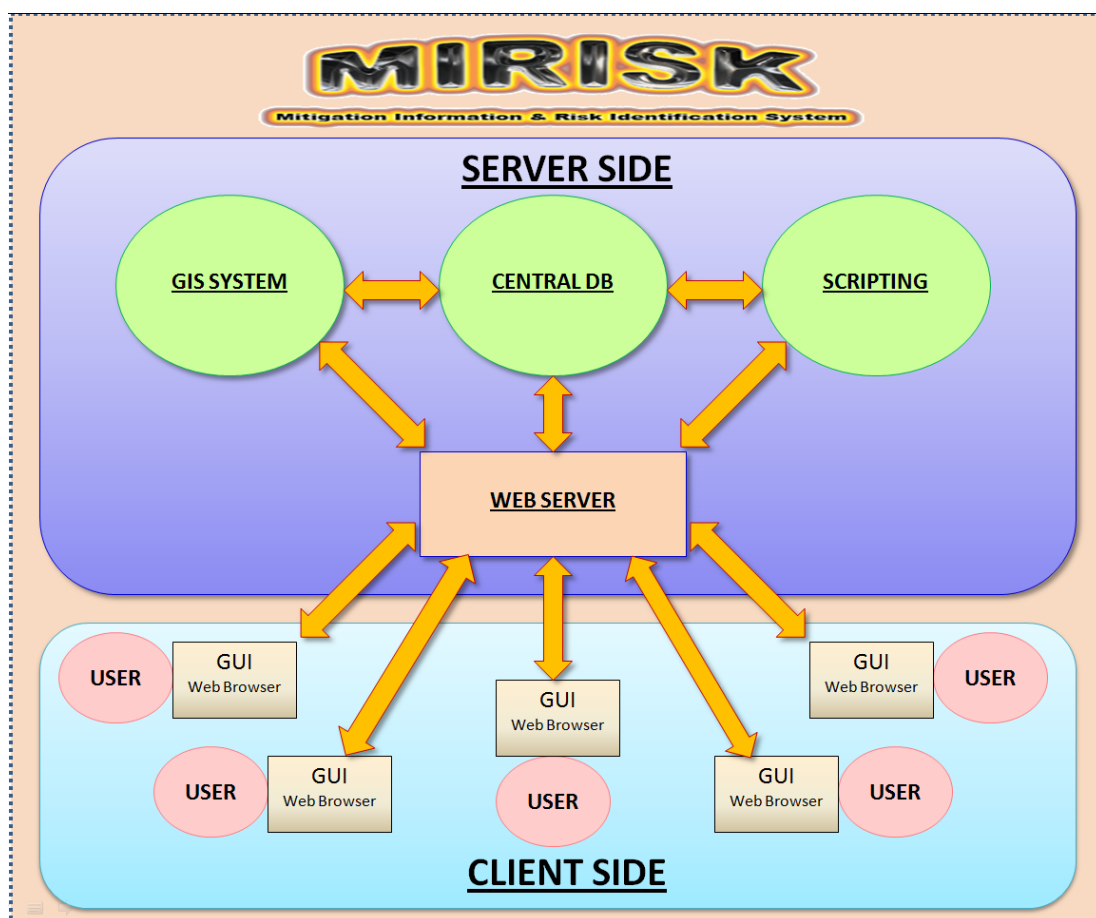 MIRISK
Mitigation Information & Risk Identification System
SERVER SIDE
GIS SYSTEM
CENTRAL DB
SCRIPTING
WEB SERVER
USER
GUI
Web Browser
GUI
Web Browser
GUI
Web Browser
USER
USER
GUI
Web Browser
USER
GUI
Web Browser
USER
CLIENT SIDE